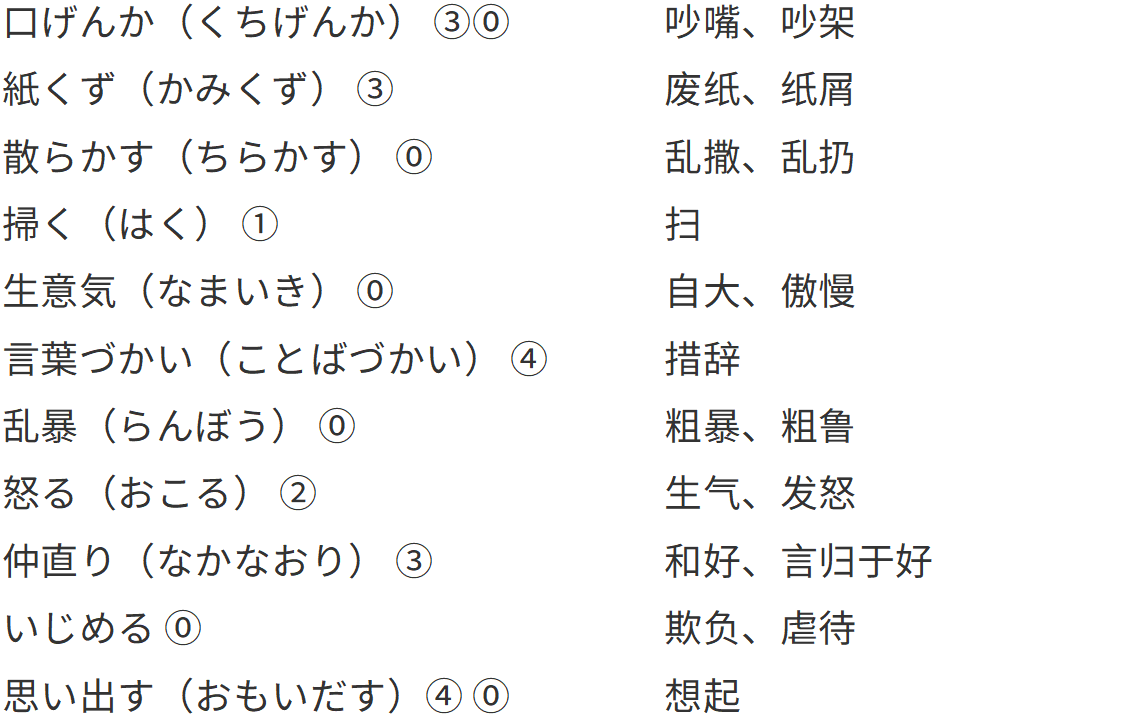 口げんか（くちげんか） ③⓪ 吵嘴、吵架
紙くず（かみくず） ③ 废纸、纸屑
散らかす（ちらかす） ⓪ 乱撒、乱扔
掃く（はく） ① 扫
生意気（なまいき） ⓪ 自大、傲慢
言葉づかい（ことばづかい） ④ 措辞
乱暴（らんぼう） ⓪ 粗暴、粗鲁
怒る（おこる） ② 生气、发怒
仲直り（なかなおり） ③ 和好、言归于好
いじめる ⓪ 欺负、虐待
思い出す（おもいだす）④ ⓪ 想起